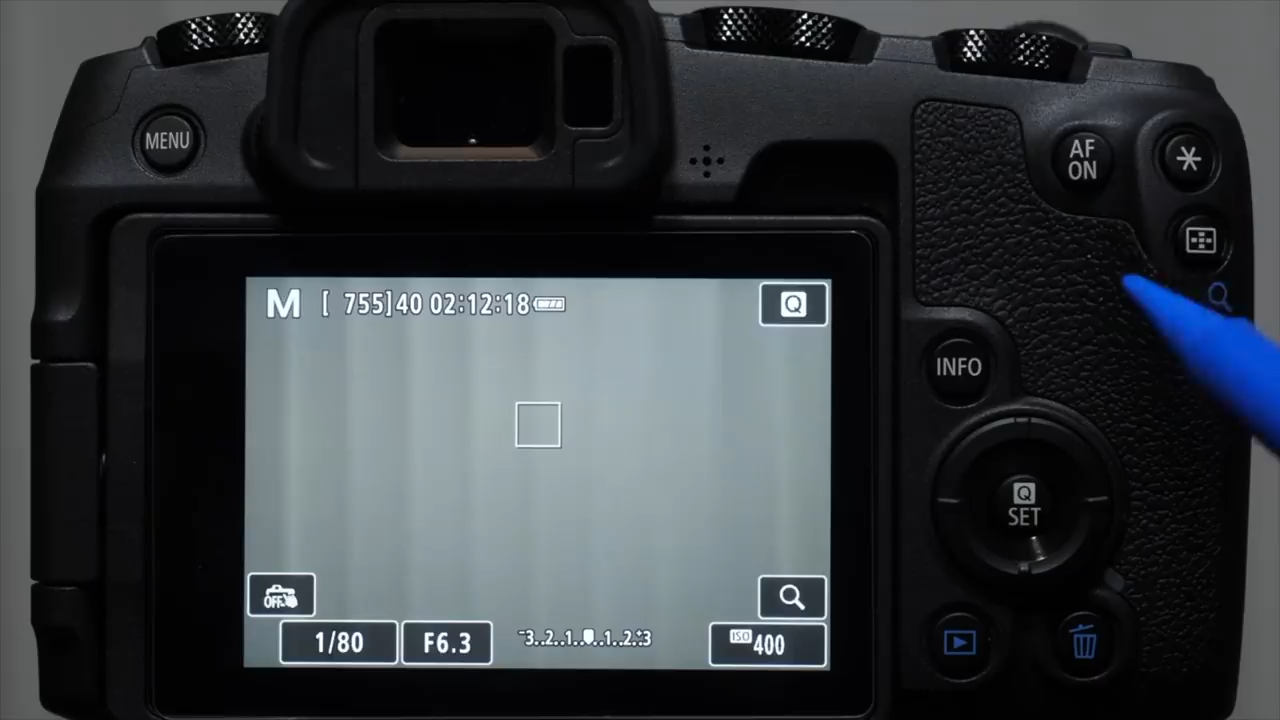 MENU
AF
ON
M [ 755]40 02:12:18
Q
INFO
Q
SET
OFF
1/80 F6.3 -3..2..1..0..1..2..+3 ISO 400